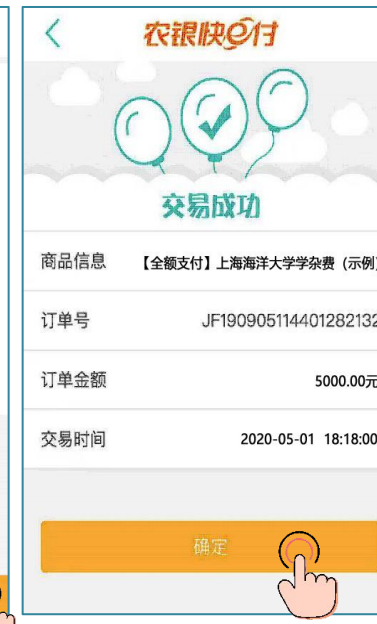 农银快e付
交易成功
商品信息 【全额支付】上海海洋大学学杂费（示例）
订单号 JF190905114401282132
订单金额 5000.00元
交易时间 2020-05-01 18:18:00
确定